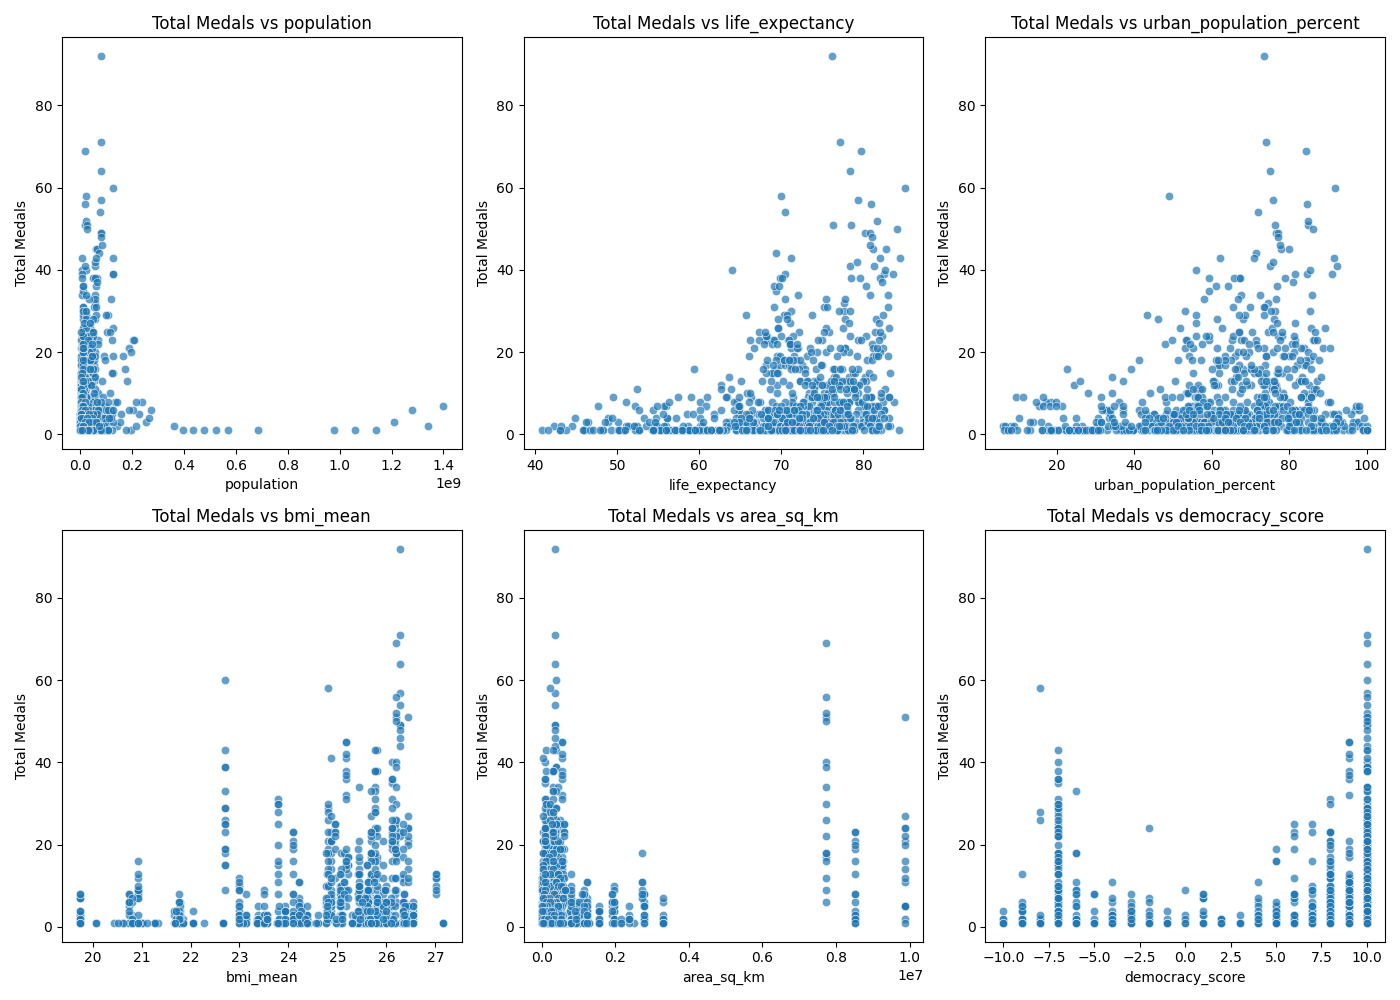 Total Medals vs population
Total Medals vs life_expectancy
Total Medals vs urban_population_percent
Total Medals
80
60
40
20
0
0.0 0.2 0.4 0.6 0.8 1.0 1.2 1.4
1e9
population
Total Medals
80
60
40
20
0
40 50 60 70 80
life_expectancy
Total Medals
80
60
40
20
0
20 40 60 80 100
urban_population_percent
Total Medals vs bmi_mean
Total Medals vs area_sq_km
Total Medals vs democracy_score
Total Medals
80
60
40
20
0
20 21 22 23 24 25 26 27
bmi_mean
Total Medals
80
60
40
20
0
0.0 0.2 0.4 0.6 0.8 1.0
1e7
area_sq_km
Total Medals
80
60
40
20
0
−10.0 −7.5 −5.0 −2.5 0.0 2.5 5.0 7.5 10.0
democracy_score